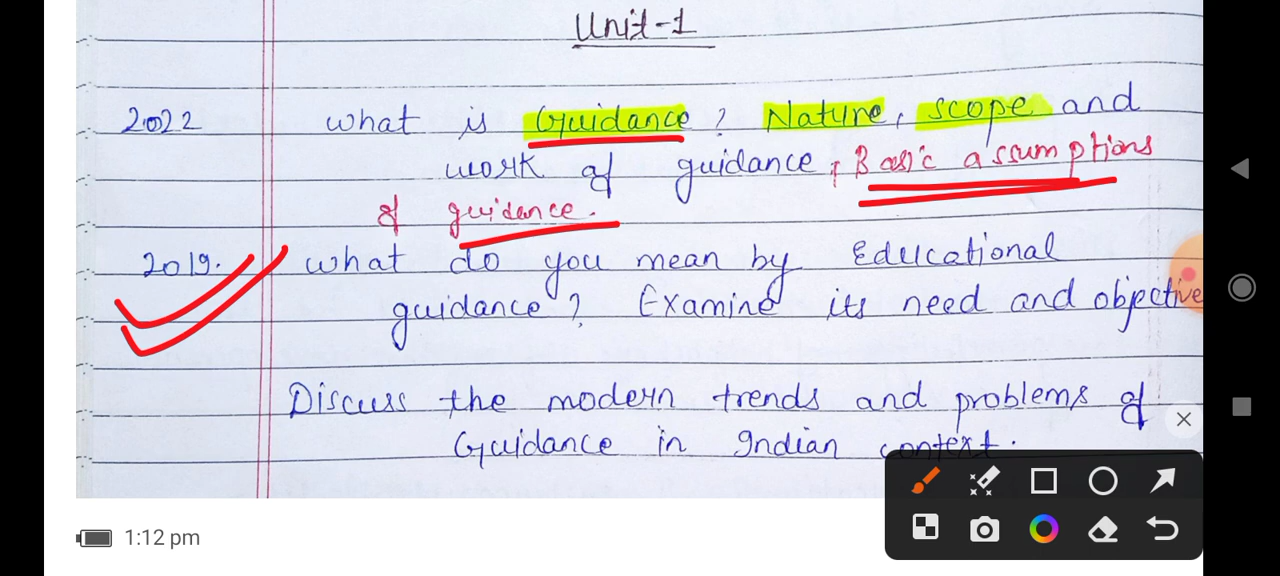 Unit-1
2022 what is Guidance? Nature, scope and
work of guidance, Basic assumptions
of guidance.
2019. what do you mean by Educational
guidance? Examine its need and objective
Discuss the modern trends and problems of
Guidance in Indian context.
1:12 pm